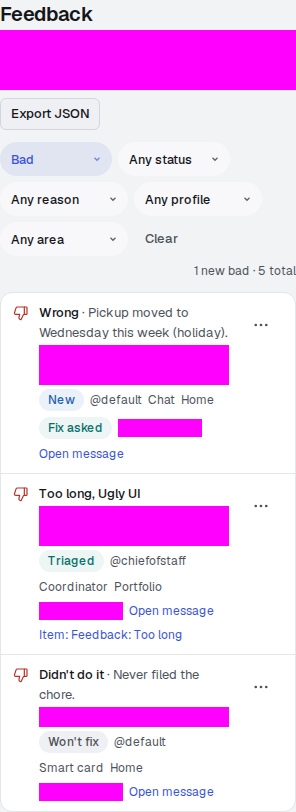 Feedback
Export JSON
Bad
Any status
Any reason
Any profile
Any area
Clear
1 new bad · 5 total
Wrong · Pickup moved to
Wednesday this week (holiday).
New @default Chat Home
Fix asked
Open message
Too long, Ugly UI
Triaged @chiefofstaff
Coordinator Portfolio
Open message
Item: Feedback: Too long
Didn't do it · Never filed the
chore.
Won't fix @default
Smart card Home
Open message